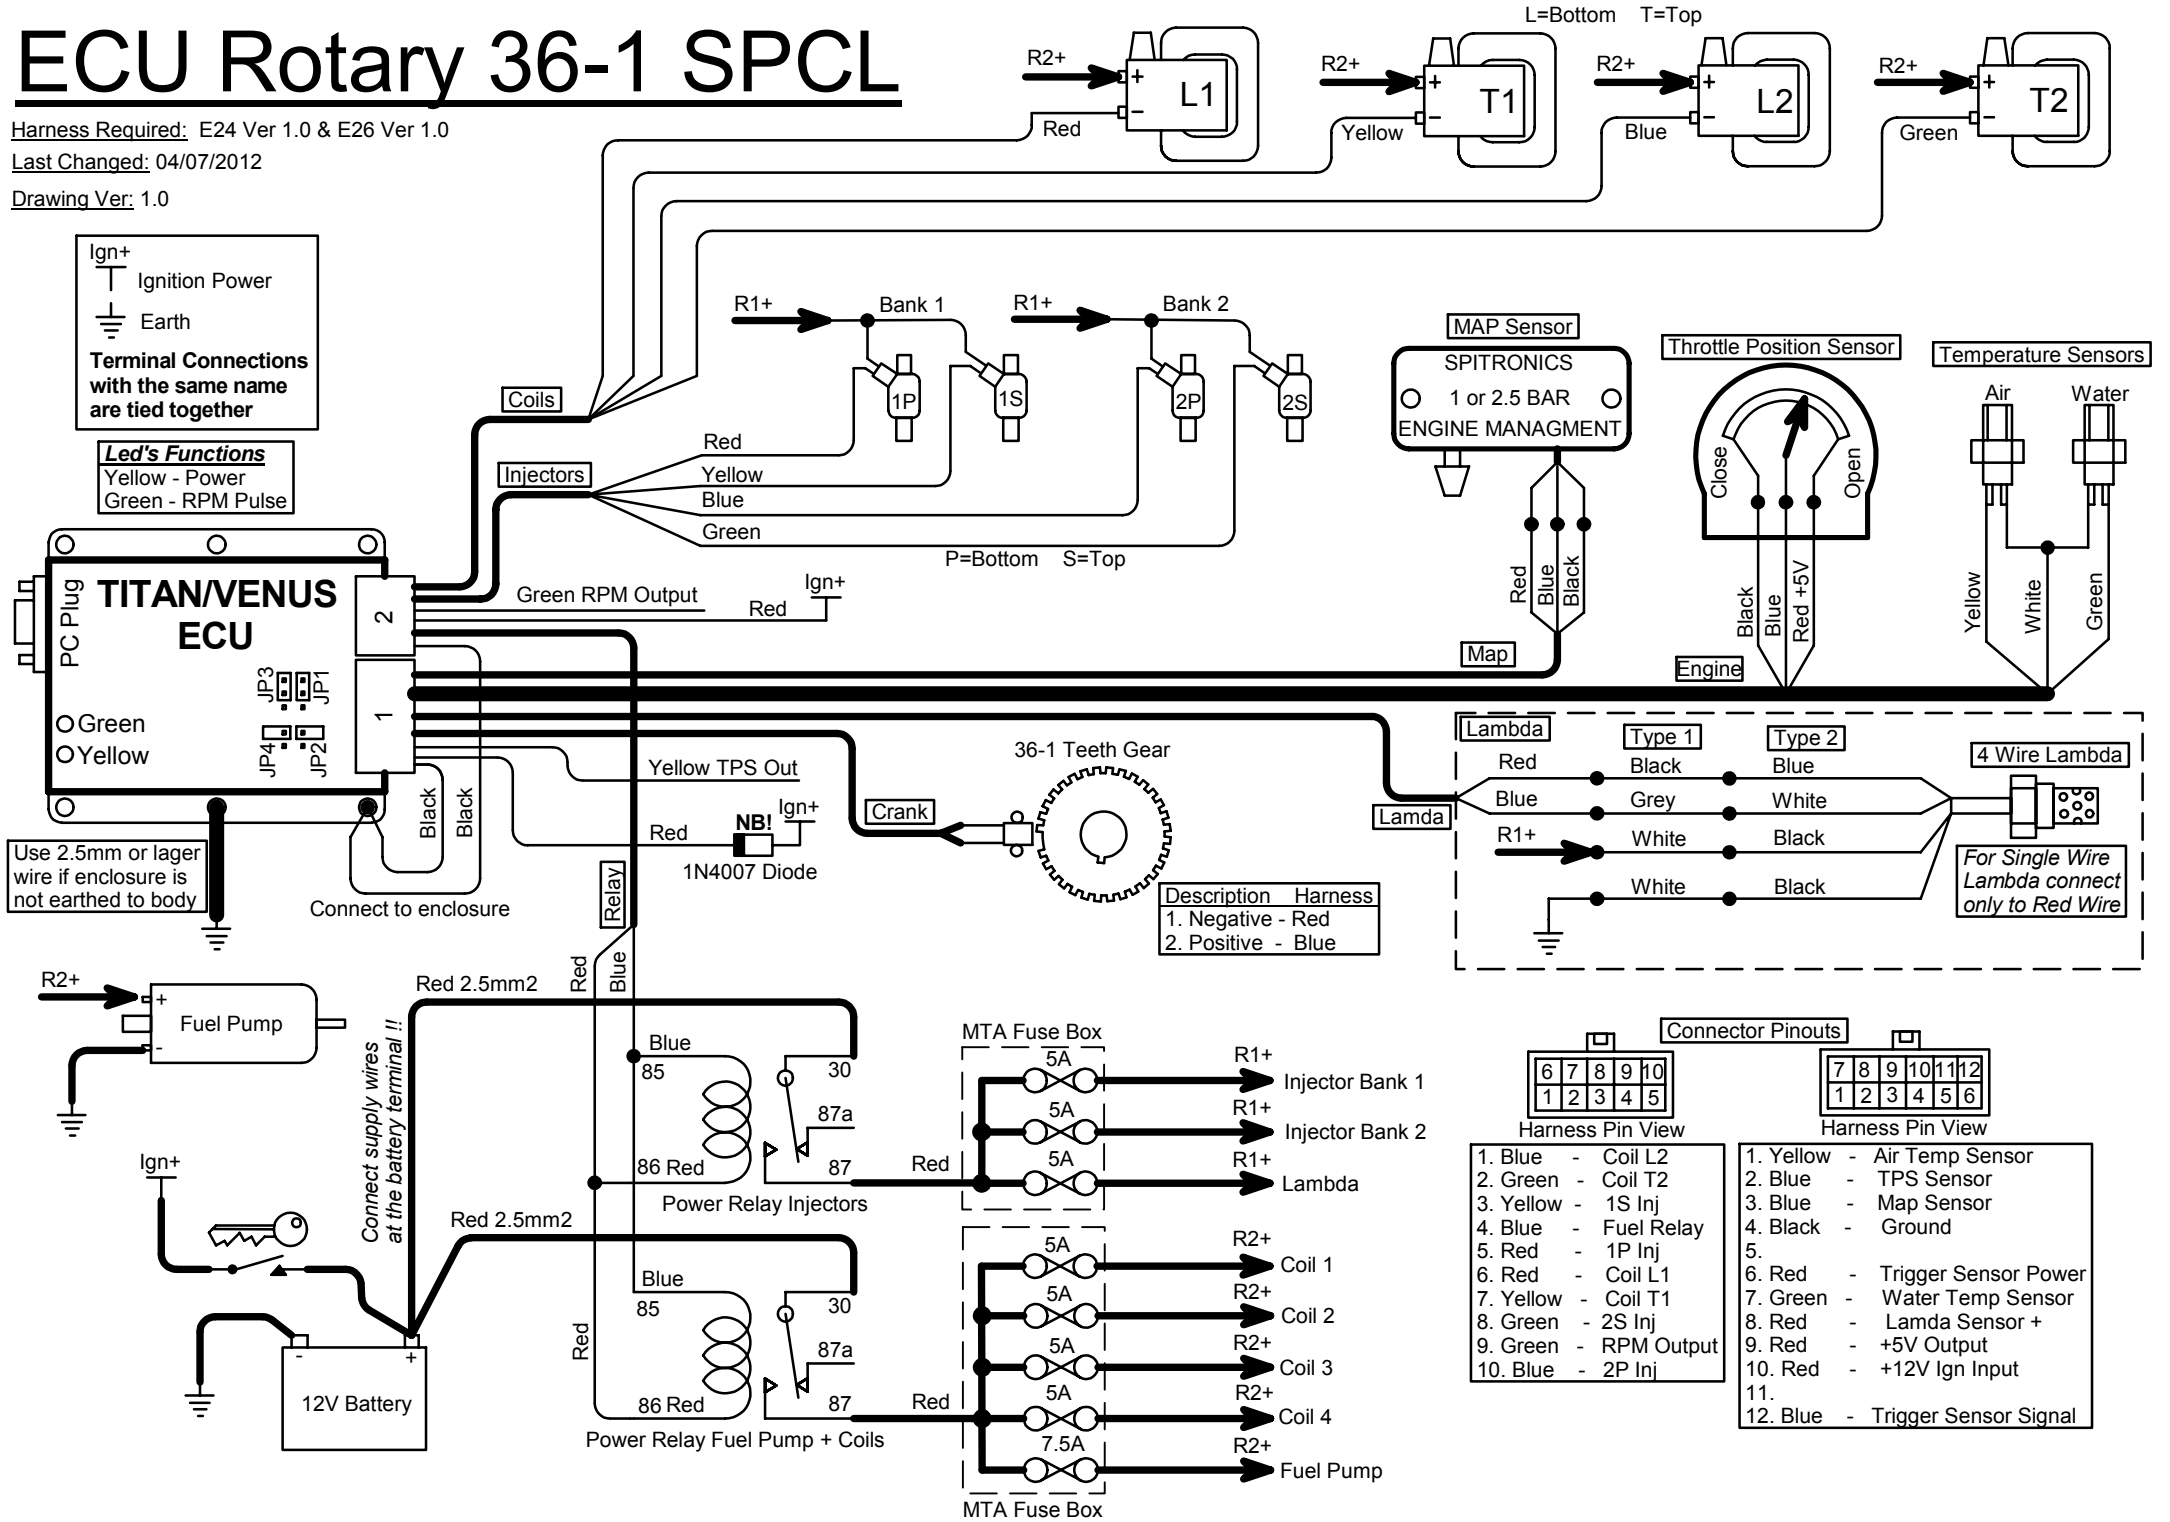 ECU Rotary 36-1 SPCL
Harness Required: E24 Ver 1.0 & E26 Ver 1.0
Last Changed: 04/07/2012
Drawing Ver: 1.0
L=Bottom T=Top
R2+
+
-
L1
Red
R2+
+
-
T1
Yellow
R2+
+
-
L2
Blue
R2+
+
-
T2
Green
Ign+
Ignition Power
Earth
Terminal Connections
with the same name
are tied together
Led's Functions
Yellow - Power
Green - RPM Pulse
Coils
Injectors
R1+
Bank 1
1P
1S
R1+
Bank 2
2P
2S
Red
Yellow
Blue
Green
P=Bottom S=Top
MAP Sensor
SPITRONICS
1 or 2.5 BAR
ENGINE MANAGMENT
Red
Blue
Black
Map
Throttle Position Sensor
Close
Open
Black
Blue
Red +5V
Engine
Temperature Sensors
Air
Water
Yellow
White
Green
PC Plug
TITAN/VENUS
ECU
2
1
JP3
JP1
JP4
JP2
Green
Yellow
Green RPM Output
Red
Ign+
Yellow TPS Out
Red
NB!
Ign+
1N4007 Diode
Black
Black
Connect to enclosure
Use 2.5mm or lager
wire if enclosure is
not earthed to body
Relay
Crank
36-1 Teeth Gear
Description Harness
1. Negative - Red
2. Positive - Blue
Lamda
Lambda
Type 1
Type 2
4 Wire Lambda
Red
Black
Blue
Blue
Grey
White
R1+
White
Black
White
Black
For Single Wire
Lambda connect
only to Red Wire
R2+
+
-
Fuel Pump
Connect supply wires
at the battery terminal !!
Ign+
-
+
12V Battery
Red
Blue
Red 2.5mm2
Blue
85
86 Red
30
87a
87
Power Relay Injectors
Red
Red 2.5mm2
Red
Blue
85
86 Red
30
87a
87
Power Relay Fuel Pump + Coils
Red
MTA Fuse Box
5A
R1+
Injector Bank 1
5A
R1+
Injector Bank 2
5A
R1+
Lambda
5A
R2+
Coil 1
5A
R2+
Coil 2
5A
R2+
Coil 3
5A
R2+
Coil 4
7.5A
R2+
Fuel Pump
MTA Fuse Box
Connector Pinouts
6 7 8 9 10
1 2 3 4 5
Harness Pin View
1. Blue - Coil L2
2. Green - Coil T2
3. Yellow - 1S Inj
4. Blue - Fuel Relay
5. Red - 1P Inj
6. Red - Coil L1
7. Yellow - Coil T1
8. Green - 2S Inj
9. Green - RPM Output
10. Blue - 2P Inj
7 8 9 10 11 12
1 2 3 4 5 6
Harness Pin View
1. Yellow - Air Temp Sensor
2. Blue - TPS Sensor
3. Blue - Map Sensor
4. Black - Ground
5.
6. Red - Trigger Sensor Power
7. Green - Water Temp Sensor
8. Red - Lamda Sensor +
9. Red - +5V Output
10. Red - +12V Ign Input
11.
12. Blue - Trigger Sensor Signal